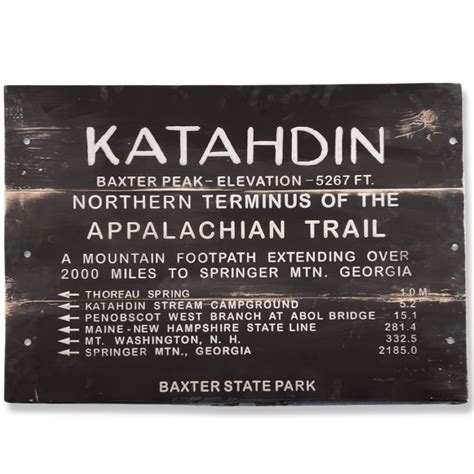 KATAHDIN
BAXTER PEAK – ELEVATION – 5267 FT.
NORTHERN TERMINUS OF THE
APPALACHIAN TRAIL
A MOUNTAIN FOOTPATH EXTENDING OVER
2000 MILES TO SPRINGER MTN. GEORGIA
← THOREAU SPRING 1.0 M
← KATAHDIN STREAM CAMPGROUND 5.2
← PENOBSCOT WEST BRANCH AT ABOL BRIDGE 15.1
← MAINE - NEW HAMPSHIRE STATE LINE 281.4
← MT. WASHINGTON, N. H. 332.5
← SPRINGER MTN., GEORGIA 2185.0
BAXTER STATE PARK